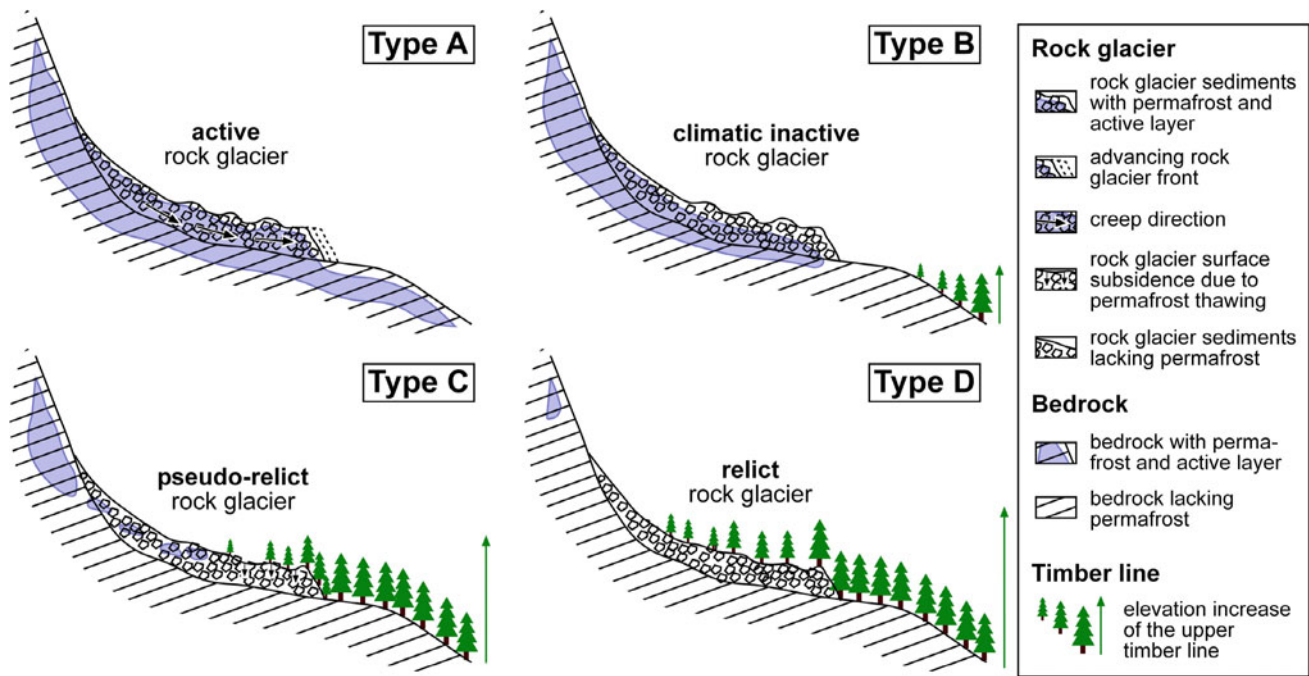 Type A
active
rock glacier
Type B
climatic inactive
rock glacier
Type C
pseudo-relict
rock glacier
Type D
relict
rock glacier
Rock glacier
rock glacier sediments
with permafrost and
active layer
advancing rock
glacier front
creep direction
rock glacier surface
subsidence due to
permafrost thawing
rock glacier sediments
lacking permafrost
Bedrock
bedrock with perma-
frost and active layer
bedrock lacking
permafrost
Timber line
elevation increase
of the upper
timber line